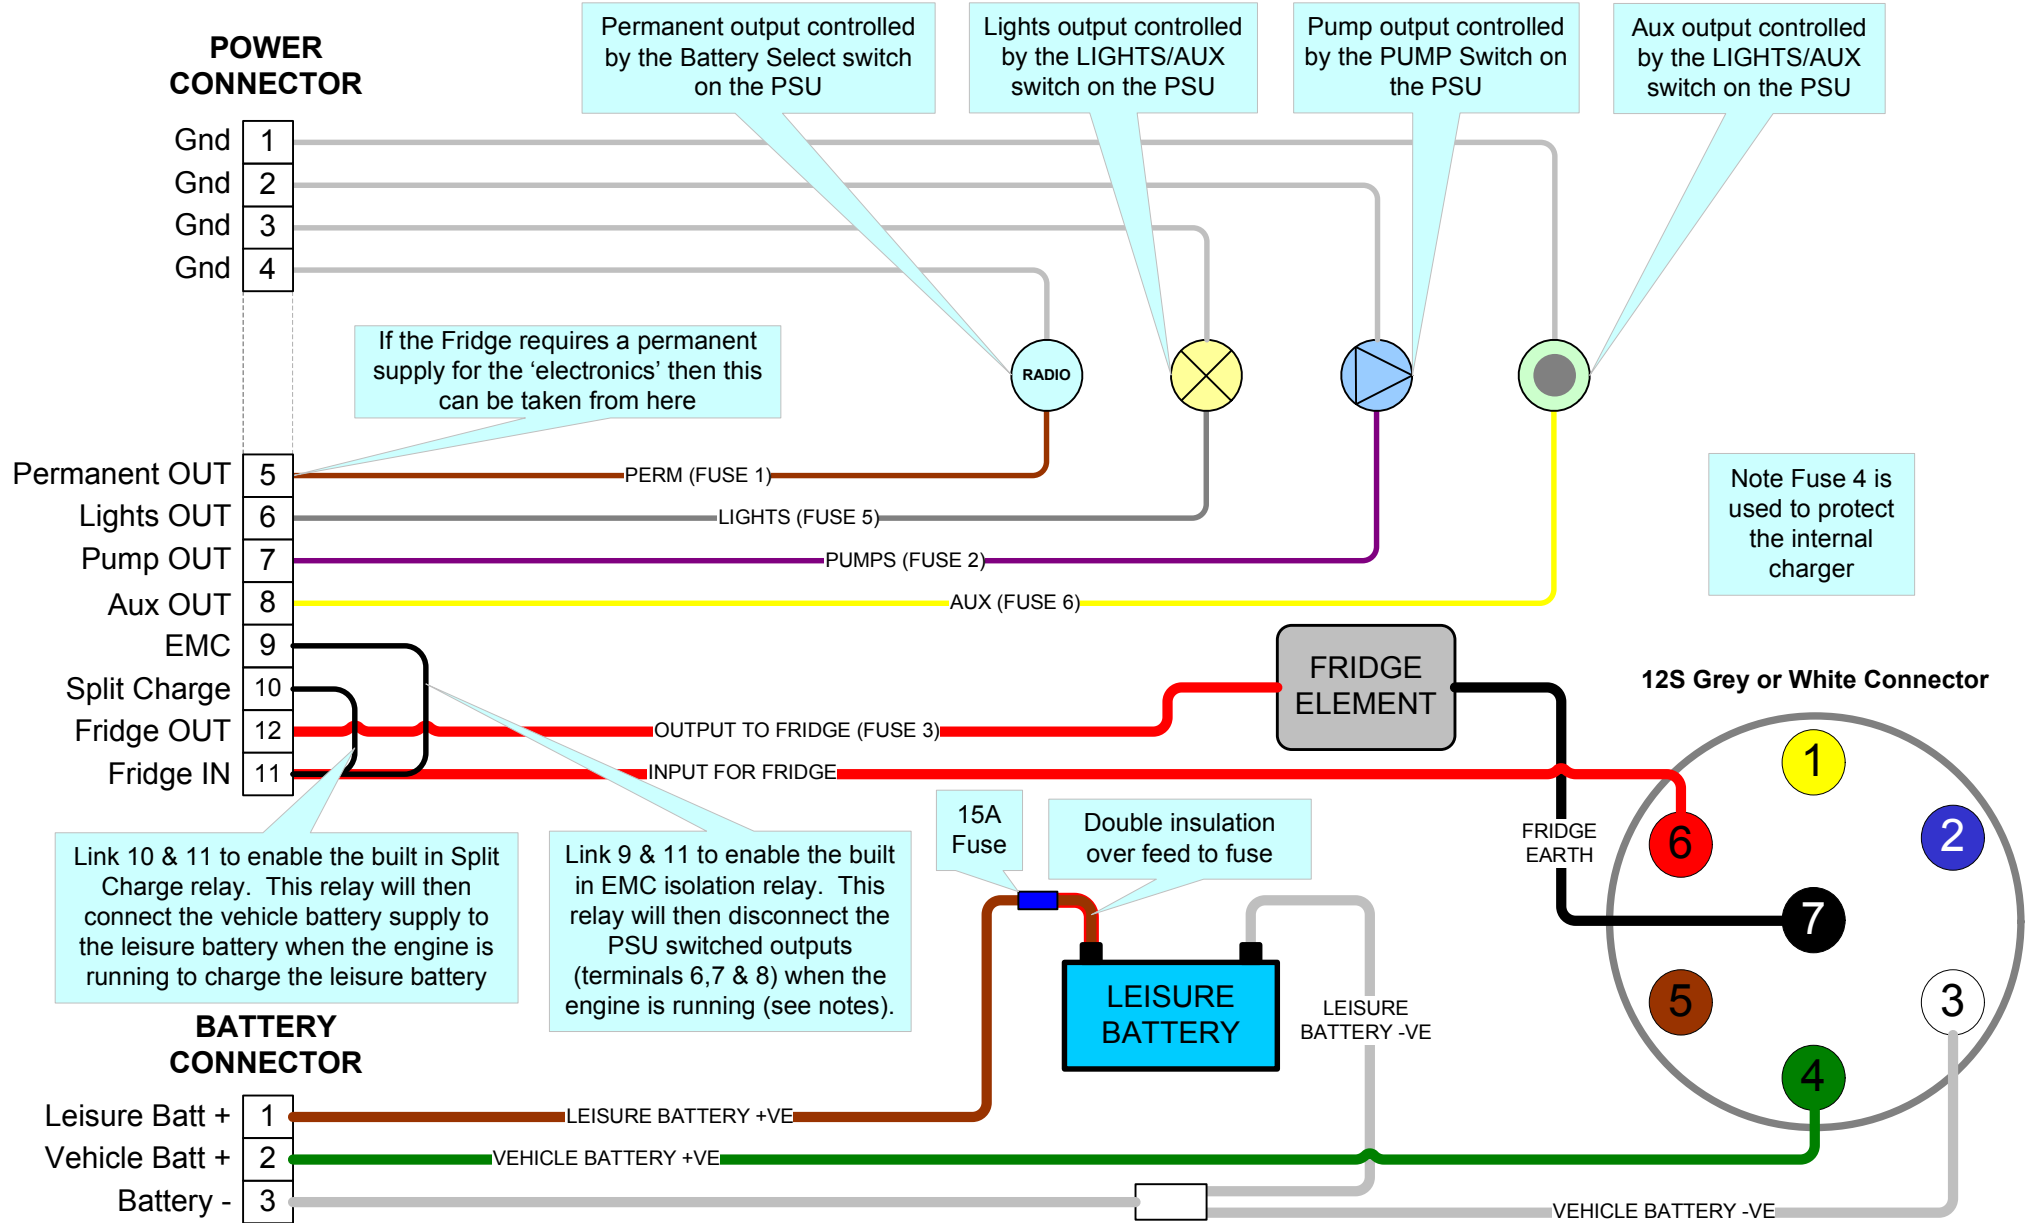 POWER
CONNECTOR
Permanent output controlled
by the Battery Select switch
on the PSU
Lights output controlled
by the LIGHTS/AUX
switch on the PSU
Pump output controlled
by the PUMP Switch on
the PSU
Aux output controlled
by the LIGHTS/AUX
switch on the PSU
Gnd 1
Gnd 2
Gnd 3
Gnd 4
If the Fridge requires a permanent
supply for the ‘electronics’ then this
can be taken from here
RADIO
Permanent OUT 5 PERM (FUSE 1)
Lights OUT 6 LIGHTS (FUSE 5)
Pump OUT 7 PUMPS (FUSE 2)
Aux OUT 8 AUX (FUSE 6)
EMC 9
Split Charge 10
Fridge OUT 12 OUTPUT TO FRIDGE (FUSE 3)
Fridge IN 11 INPUT FOR FRIDGE
Note Fuse 4 is
used to protect
the internal
charger
FRIDGE
ELEMENT
12S Grey or White Connector
1
2
6
7
5
3
4
FRIDGE
EARTH
15A
Fuse
Double insulation
over feed to fuse
Link 10 & 11 to enable the built in Split
Charge relay. This relay will then
connect the vehicle battery supply to
the leisure battery when the engine is
running to charge the leisure battery
Link 9 & 11 to enable the built
in EMC isolation relay. This
relay will then disconnect the
PSU switched outputs
(terminals 6,7 & 8) when the
engine is running (see notes).
LEISURE
BATTERY
LEISURE
BATTERY -VE
BATTERY
CONNECTOR
Leisure Batt + 1 LEISURE BATTERY +VE
Vehicle Batt + 2 VEHICLE BATTERY +VE
Battery - 3
VEHICLE BATTERY -VE